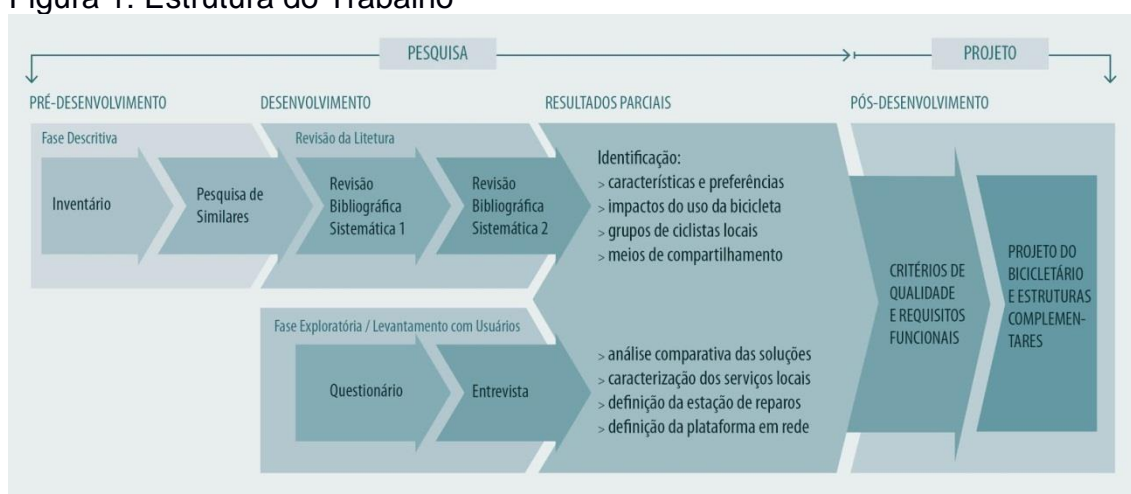 Figura 1: Estrutura do Trabalho
PESQUISA
PROJETO
PRÉ-DESENVOLVIMENTO
DESENVOLVIMENTO
RESULTADOS PARCIAIS
PÓS-DESENVOLVIMENTO
Fase Descritiva
Inventário
Pesquisa de
Similares
Revisão da Litetura
Revisão
Bibliográfica
Sistemática 1
Revisão
Bibliográfica
Sistemática 2
Fase Exploratória / Levantamento com Usuários
Questionário
Entrevista
Identificação:
> características e preferências
> impactos do uso da bicicleta
> grupos de ciclistas locais
> meios de compartilhamento
> análise comparativa das soluções
> caracterização dos serviços locais
> definição da estação de reparos
> definição da plataforma em rede
CRITÉRIOS DE
QUALIDADE
E REQUISITOS
FUNCIONAIS
PROJETO DO
BICICLETÁRIO
E ESTRUTURAS
COMPLEMEN-
TARES